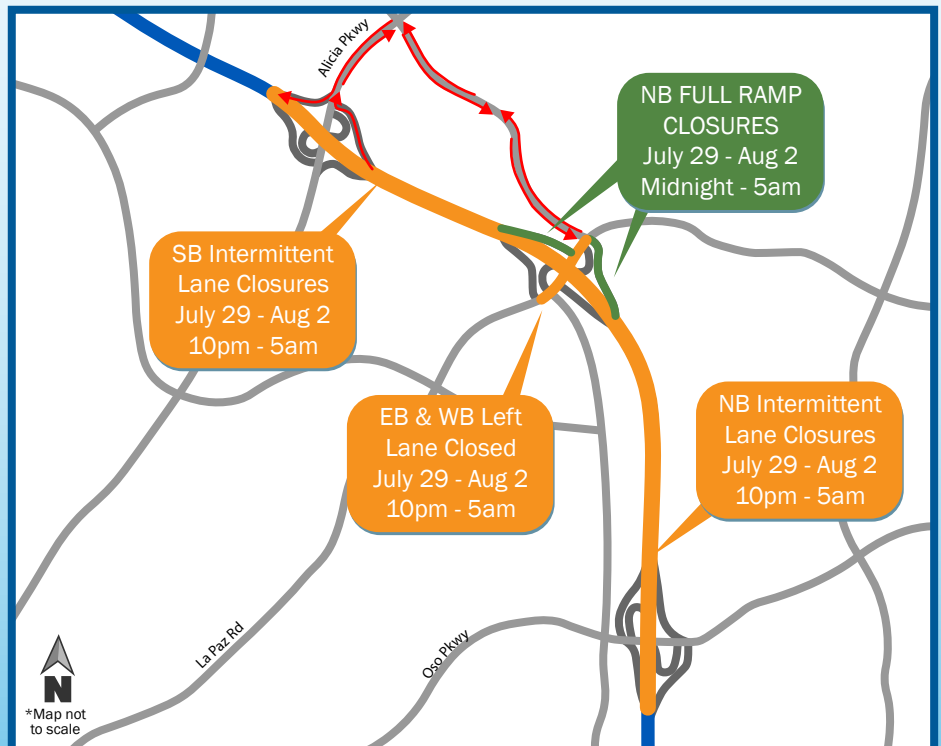 Alicia Pkwy
NB FULL RAMP
CLOSURES
July 29 - Aug 2
Midnight - 5am
SB Intermittent
Lane Closures
July 29 - Aug 2
10pm - 5am
EB & WB Left
Lane Closed
July 29 - Aug 2
10pm - 5am
NB Intermittent
Lane Closures
July 29 - Aug 2
10pm - 5am
La Paz Rd
Oso Pkwy
N
*Map not
to scale